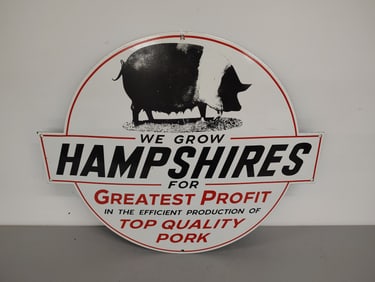 WE GROW
HAMPSHIRES
FOR
GREATEST PROFIT
IN THE EFFICIENT PRODUCTION OF
TOP QUALITY
PORK